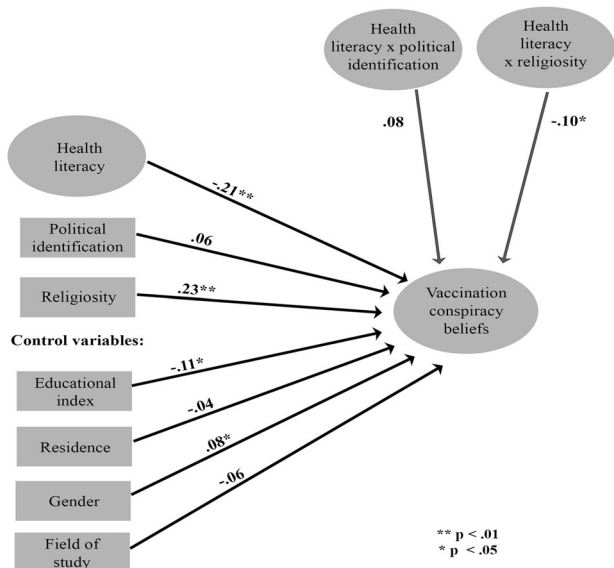 Health
literacy x political
identification
Health
literacy
x religiosity
.08
-.10*
Health
literacy
-.21**
Political
identification
.06
Religiosity
.23**
Vaccination
conspiracy
beliefs
Control variables:
Educational
index
-.11*
Residence
-.04
Gender
.08*
Field of
study
-.06
** p < .01
* p < .05